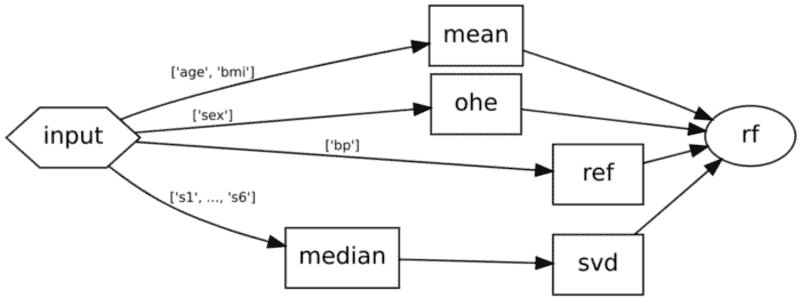 mean
['age', 'bmi']
ohe
['sex']
input
rf
['bp']
ref
['s1', ..., 's6']
median
svd